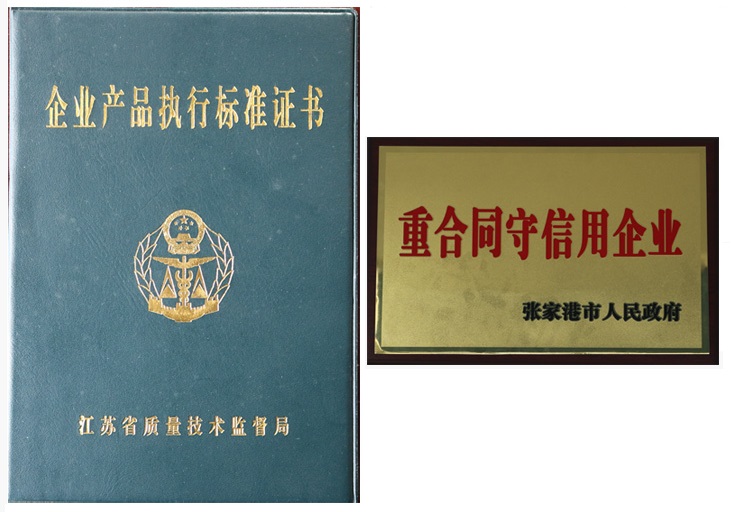 企业产品执行标准证书
江苏省质量技术监督局
重合同守信用企业
张家港市人民政府